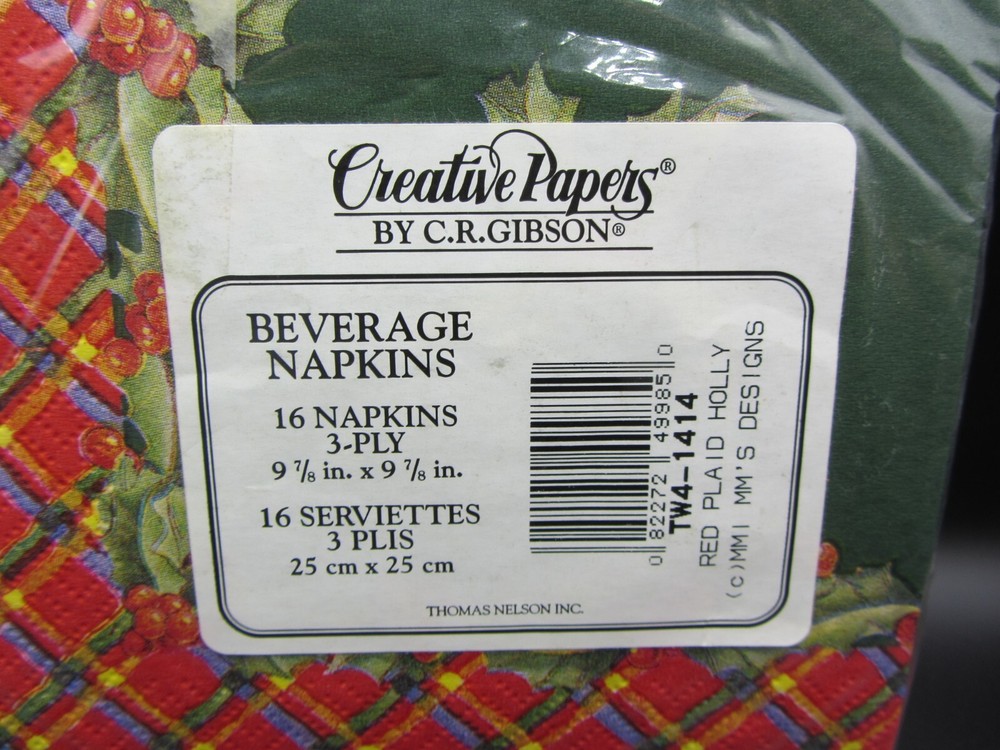 Creative Papers®
BY C.R.GIBSON®
BEVERAGE
NAPKINS
16 NAPKINS
3-PLY
9 7/8 in. x 9 7/8 in.
16 SERVIETTES
3 PLIS
25 cm x 25 cm
THOMAS NELSON INC.
0 82272 49985 0
TW4-1414
RED PLAID HOLLY
(c)MMI MM'S DESIGNS